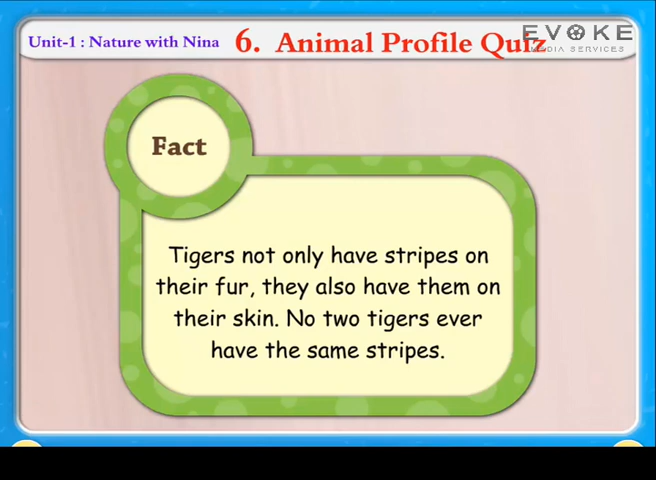 Unit-1 : Nature with Nina
6. Animal Profile Quiz
EVOKE
MEDIA SERVICES
Fact
Tigers not only have stripes on
their fur, they also have them on
their skin. No two tigers ever
have the same stripes.